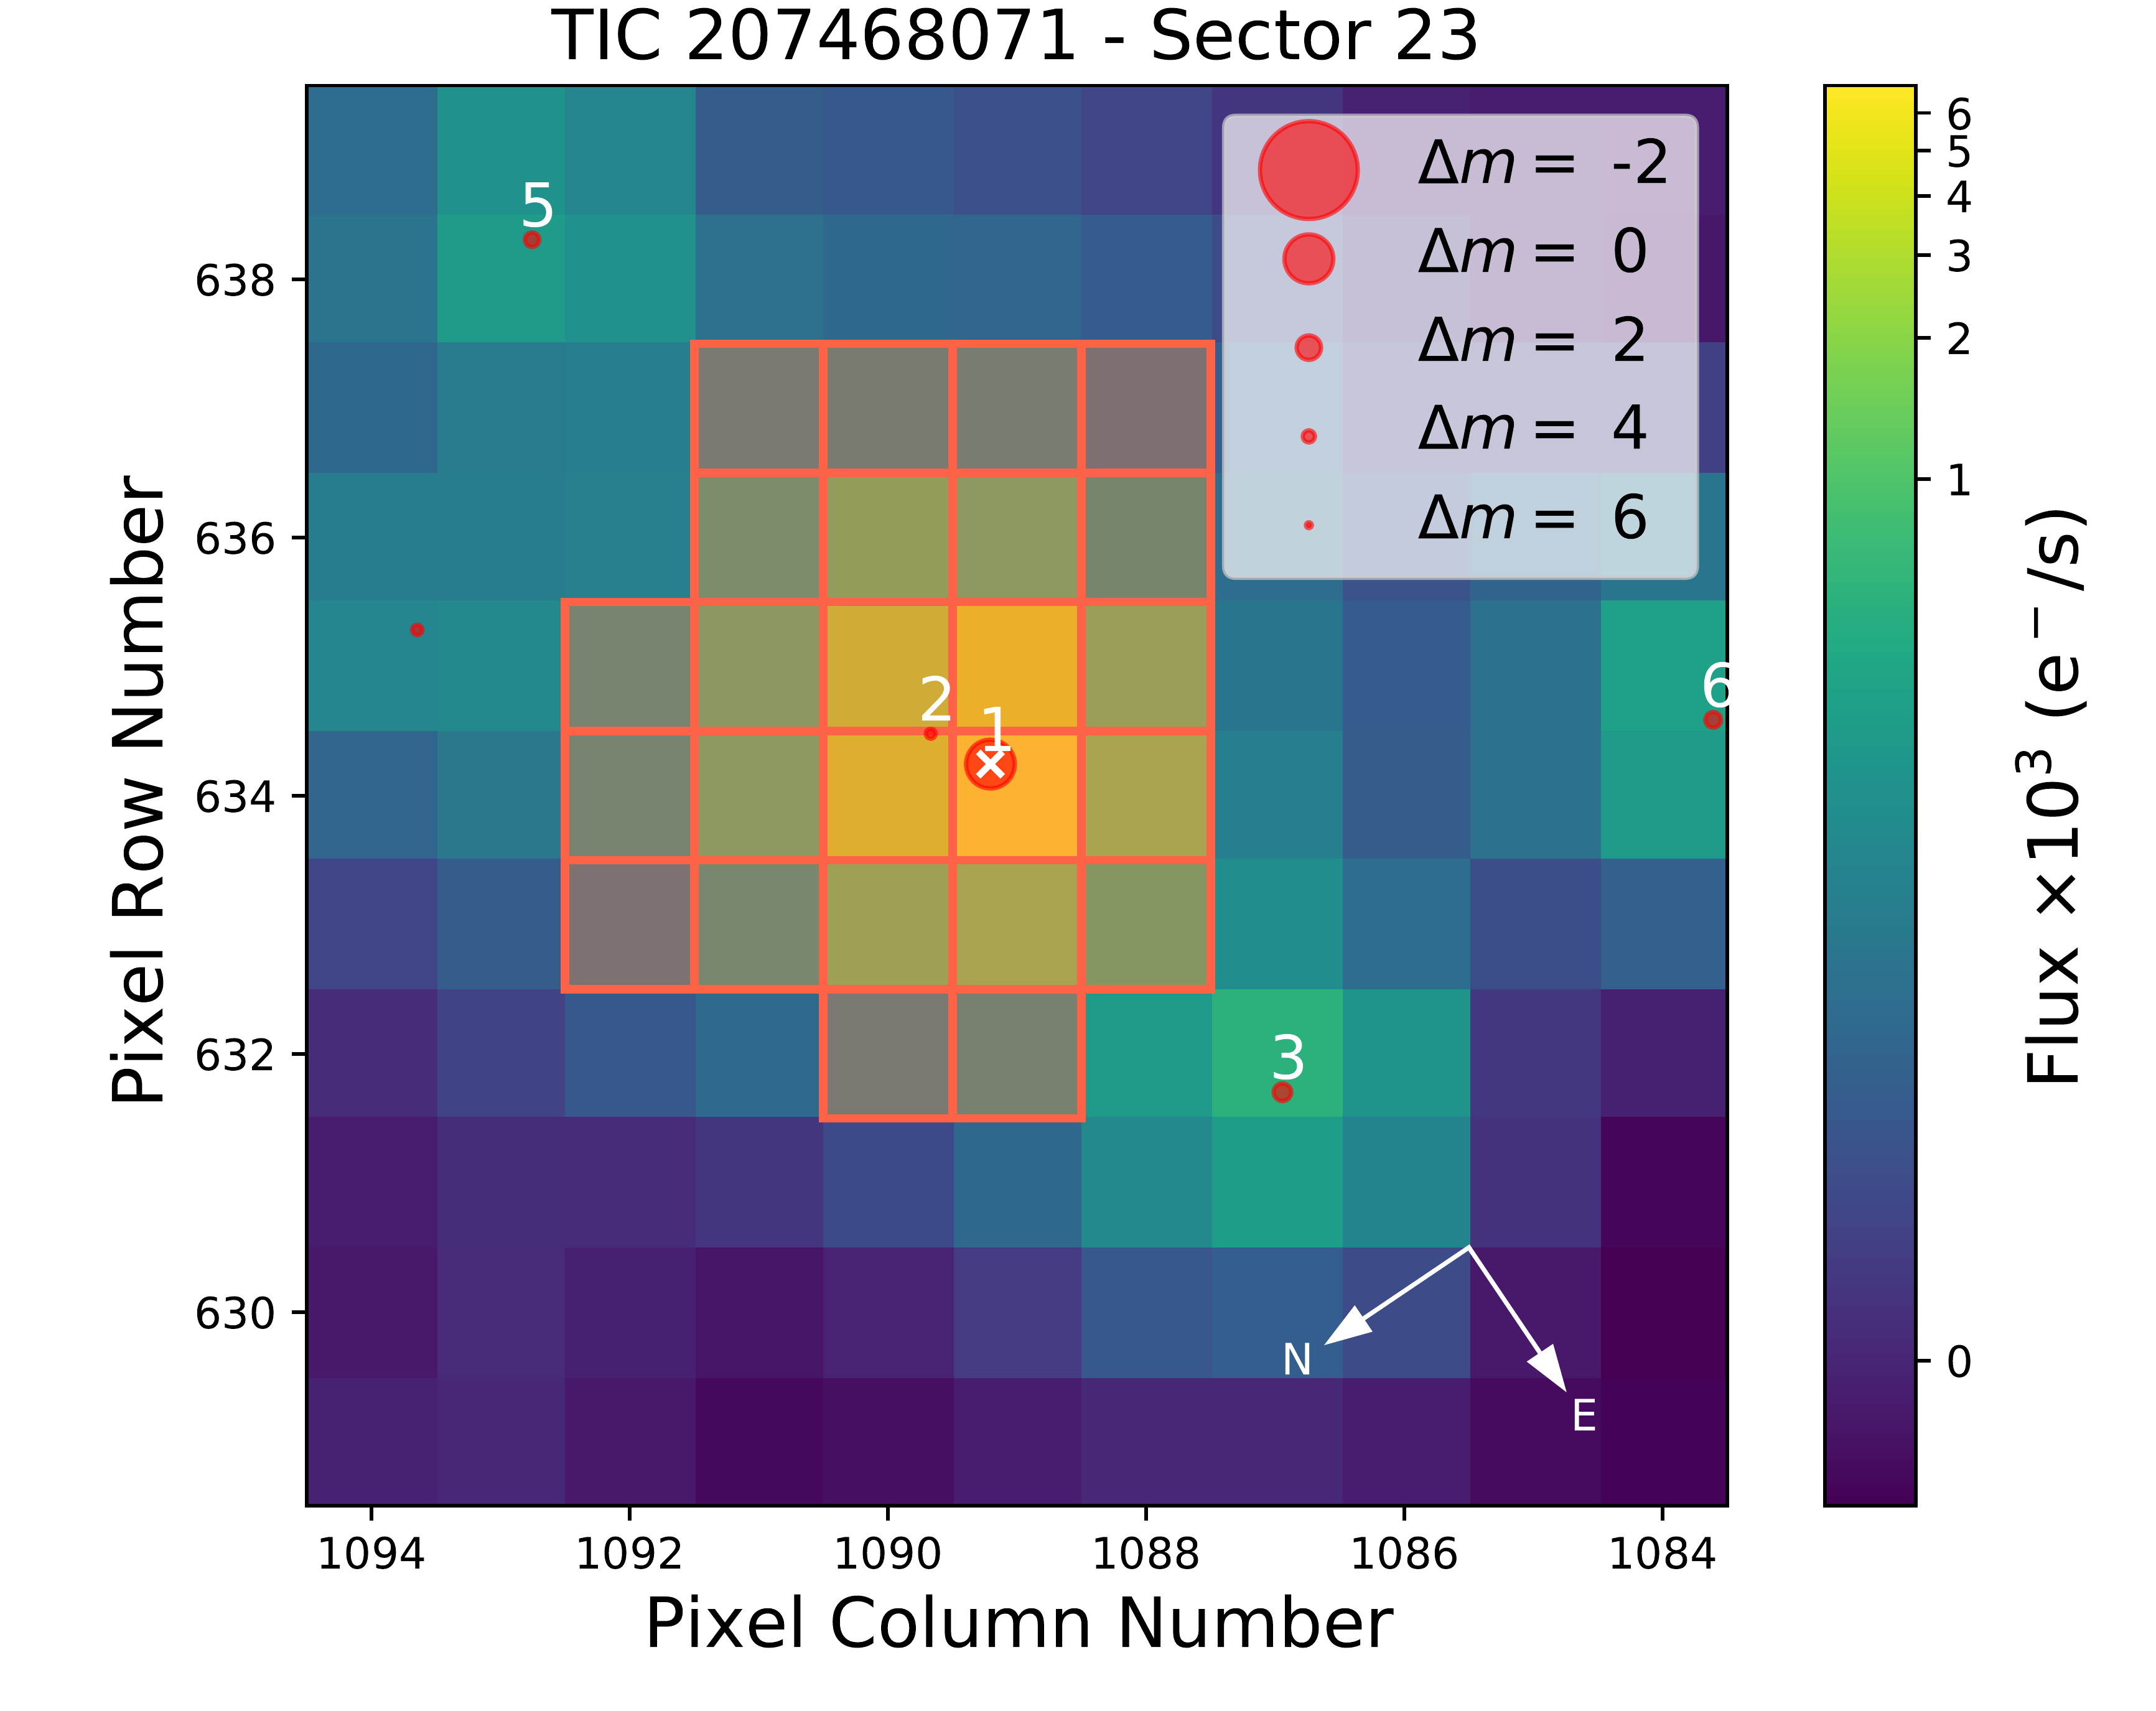 TIC 207468071 - Sector 23
Δm = -2
Δm = 0
Δm = 2
Δm = 4
Δm = 6
5
2
1
6
3
N
E
638
636
634
632
630
Pixel Row Number
1094 1092 1090 1088 1086 1084
Pixel Column Number
6
5
4
3
2
1
0
Flux ×10³ (e⁻/s)